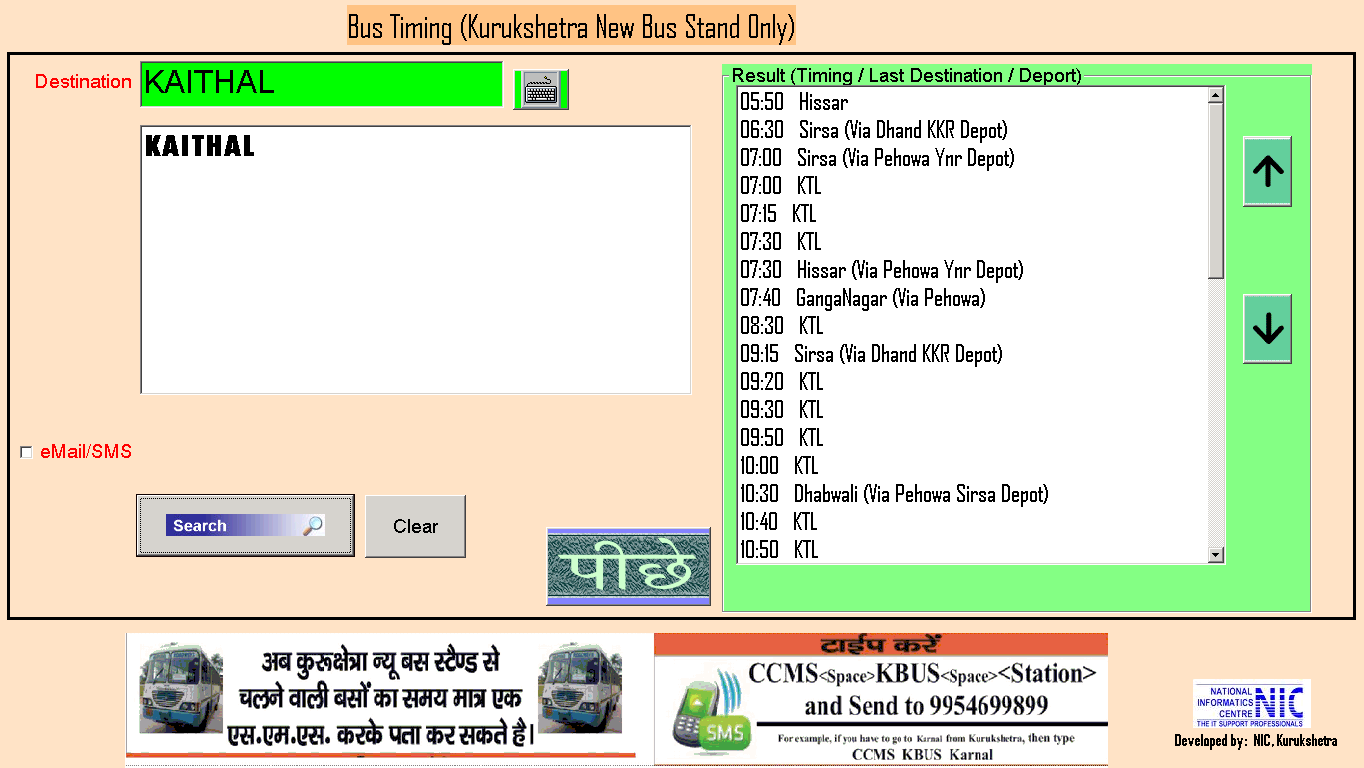 Bus Timing (Kurukshetra New Bus Stand Only)
Destination
KAITHAL
KAITHAL
eMail/SMS
Search
Clear
पीछे
Result (Timing / Last Destination / Deport)
05:50 Hissar
06:30 Sirsa (Via Dhand KKR Depot)
07:00 Sirsa (Via Pehowa Ynr Depot)
07:00 KTL
07:15 KTL
07:30 KTL
07:30 Hissar (Via Pehowa Ynr Depot)
07:40 GangaNagar (Via Pehowa)
08:30 KTL
09:15 Sirsa (Via Dhand KKR Depot)
09:20 KTL
09:30 KTL
09:50 KTL
10:00 KTL
10:30 Dhabwali (Via Pehowa Sirsa Depot)
10:40 KTL
10:50 KTL
अब कुरूक्षेत्रा न्यू बस स्टैण्ड से
चलने वाली बसों का समय मात्र एक
एस.एम.एस. करके पता कर सकते है।
टाईप करें
CCMS<Space>KBUS<Space><Station>
and Send to 9954699899
SMS
For example, if you have to go to Karnal from Kurukshetra, then type
CCMS KBUS Karnal
NATIONAL
INFORMATICS
CENTRE
NIC
THE IT SUPPORT PROFESSIONALS
Developed by: NIC, Kurukshetra